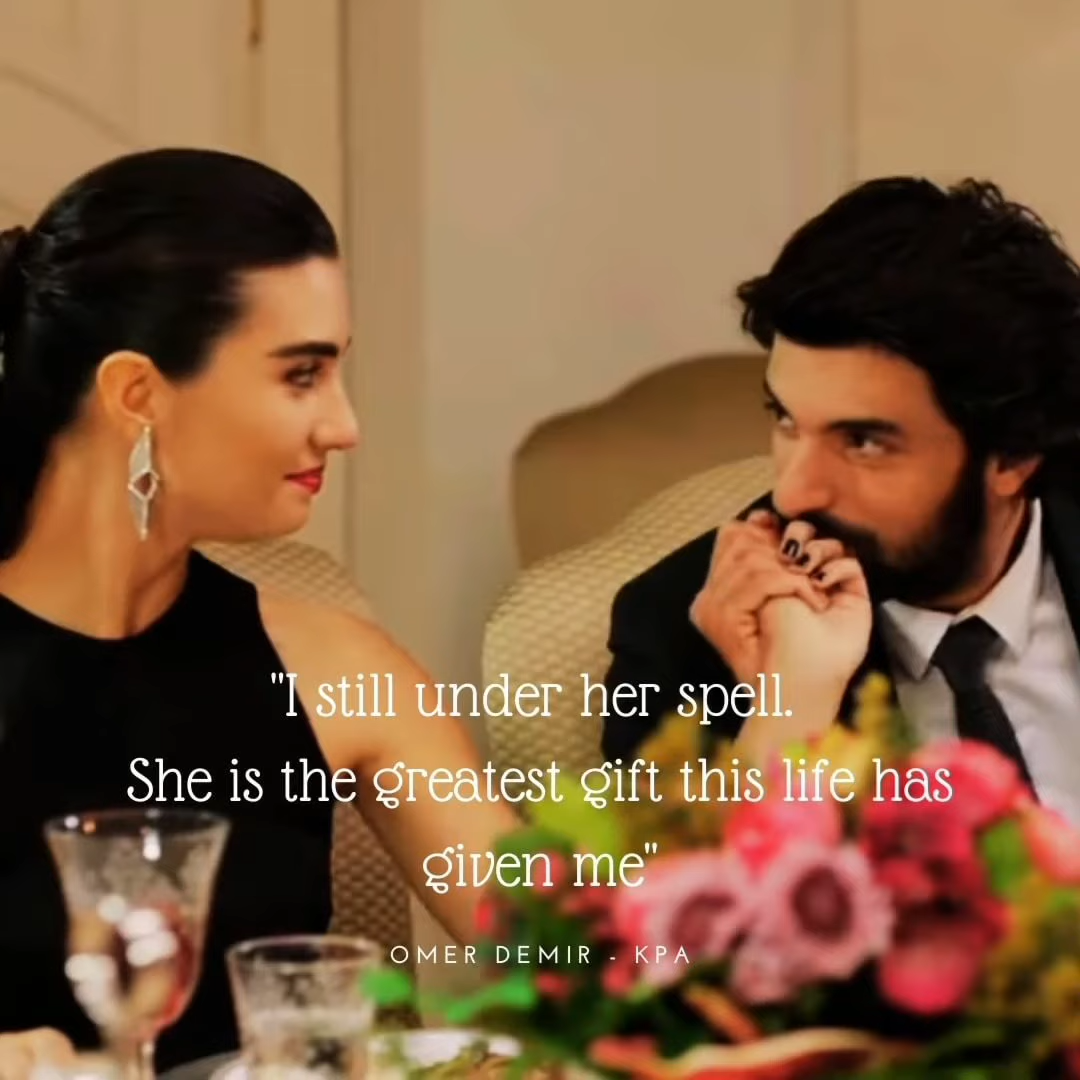 "I still under her spell.
She is the greatest gift this life has
given me"
OMER DEMIR - KPA